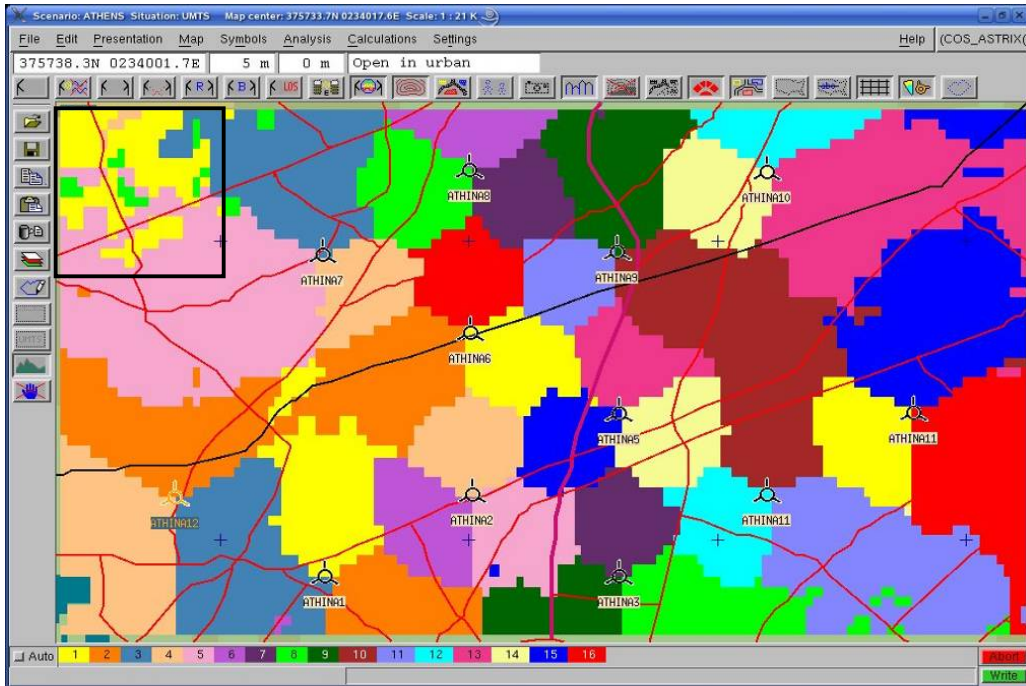 Scenario: ATHENS Situation: UMTS Map center: 375733.7N 0234017.6E Scale: 1 : 21 K
File Edit Presentation Map Symbols Analysis Calculations Settings Help (COS_ASTRIX(
375738.3N 0234001.7E 5 m 0 m Open in urban
(R) (B) LOS
abc
ATHINA8
ATHINA10
ATHINA7
ATHINA9
UMTS
ATHINA6
ATHINA5
ATHINA11
ATHINA12
ATHINA2
ATHINA11
ATHINA1
ATHINA3
Auto 1 2 3 4 5 6 7 8 9 10 11 12 13 14 15 16 Abort
Write